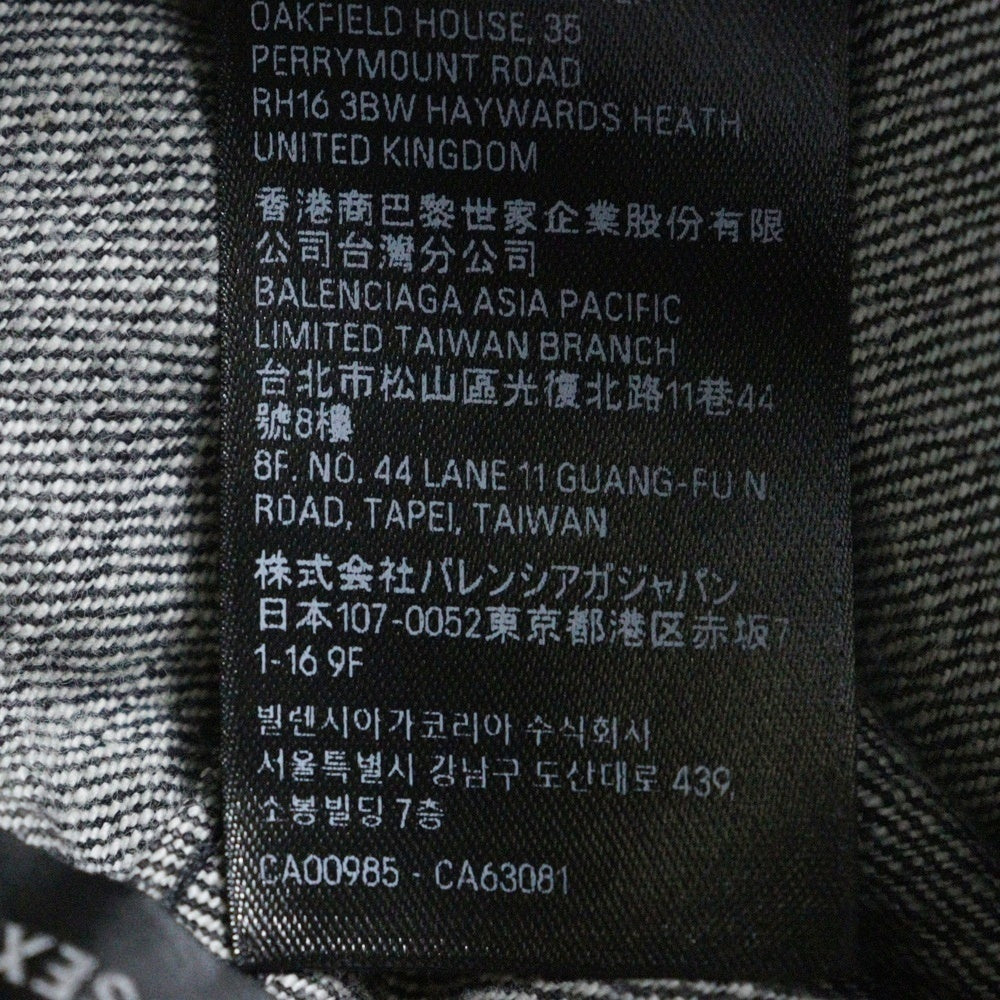 OAKFIELD HOUSE, 35
PERRYMOUNT ROAD
RH16 3BW HAYWARDS HEATH
UNITED KINGDOM
香港商巴黎世家企業股份有限
公司台灣分公司
BALENCIAGA ASIA PACIFIC
LIMITED TAIWAN BRANCH
台北市松山區光復北路11巷44
號8樓
8F. NO. 44 LANE 11 GUANG-FU N.
ROAD, TAPEI, TAIWAN
株式会社バレンシアガジャパン
日本107-0052東京都港区赤坂7
1-16 9F
발렌시아가코리아 수식회사
서울특별시 강남구 도산대로 439,
소봉빌딩 7층
CA00985 - CA63081
SEX